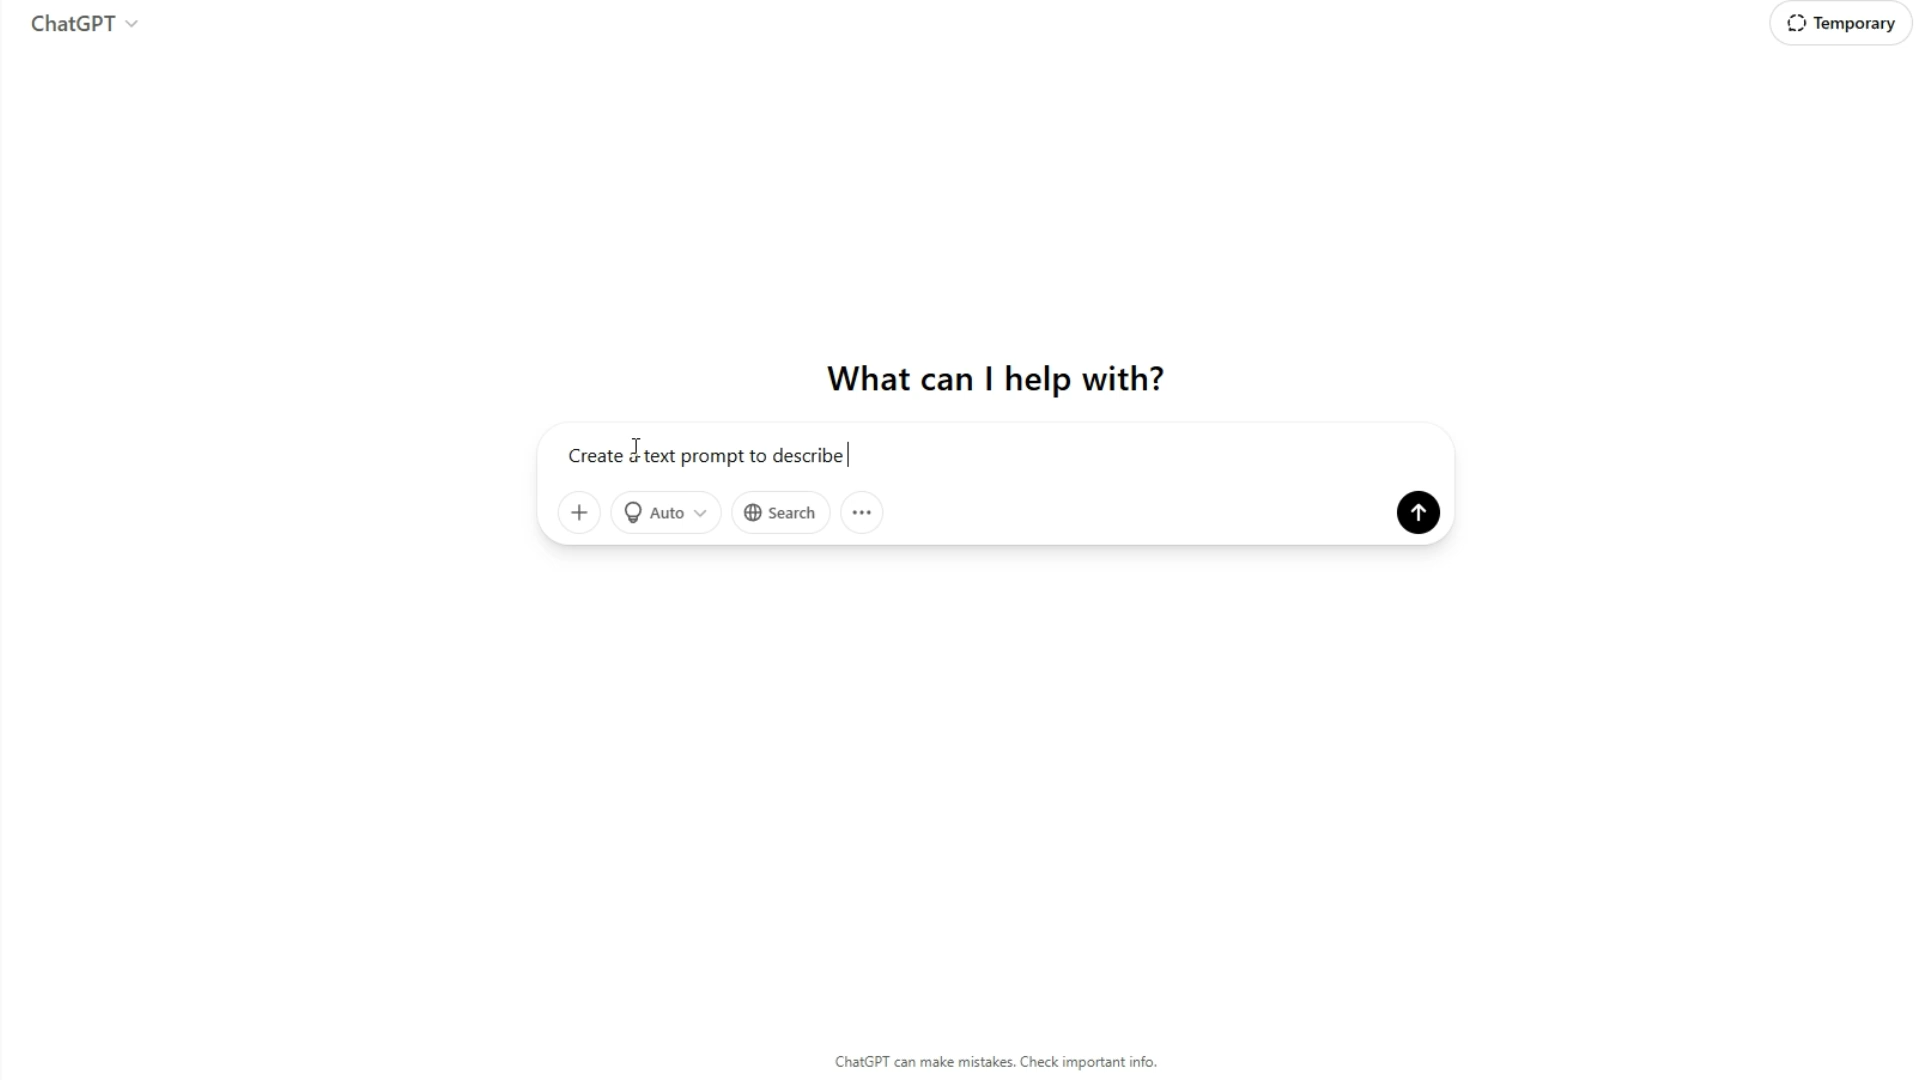 ChatGPT
Temporary
What can I help with?
Create a text prompt to describe
Auto
Search
ChatGPT can make mistakes. Check important info.